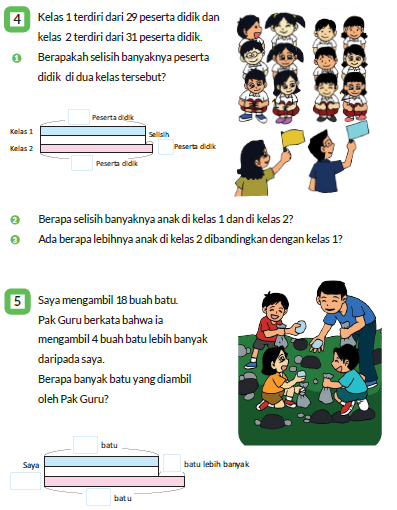 4 Kelas 1 terdiri dari 29 peserta didik dan
kelas 2 terdiri dari 31 peserta didik.
1 Berapakah selisih banyaknya peserta
didik di dua kelas tersebut?
Peserta didik
Kelas 1
Selisih
Kelas 2
Peserta didik
Peserta didik
2 Berapa selisih banyaknya anak di kelas 1 dan di kelas 2?
3 Ada berapa lebihnya anak di kelas 2 dibandingkan dengan kelas 1?
5 Saya mengambil 18 buah batu.
Pak Guru berkata bahwa ia
mengambil 4 buah batu lebih banyak
daripada saya.
Berapa banyak batu yang diambil
oleh Pak Guru?
batu
Saya
batu lebih banyak
batu